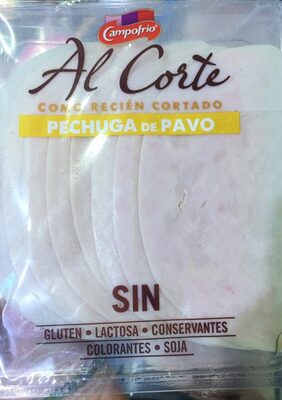 Campofrío
Al Corte
COMO RECIÉN CORTADO
PECHUGA DE PAVO
SIN
GLUTEN • LACTOSA • CONSERVANTES
COLORANTES • SOJA